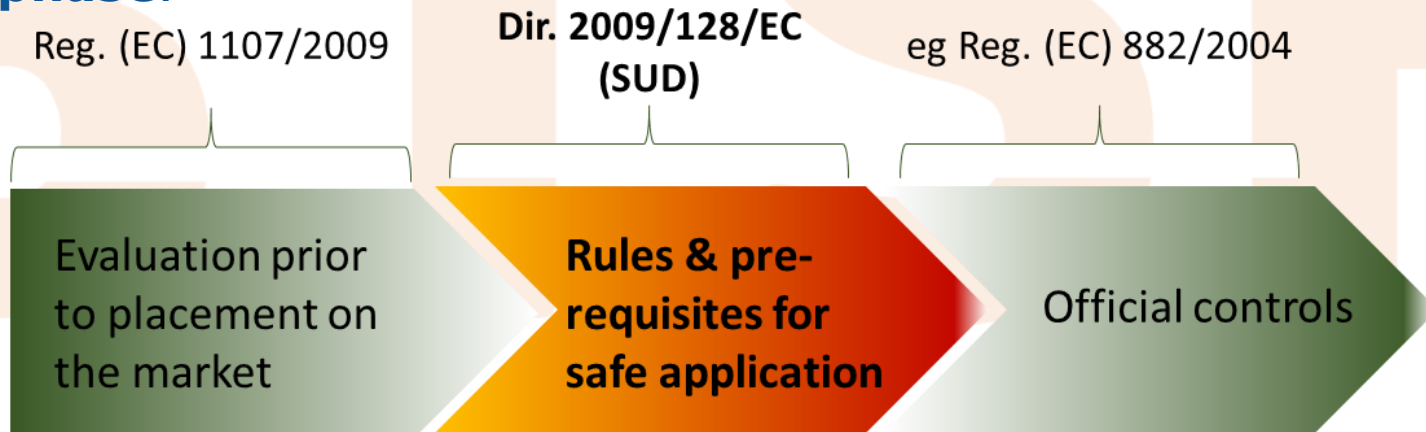 phase.
Reg. (EC) 1107/2009
Dir. 2009/128/EC
(SUD)
eg Reg. (EC) 882/2004
Evaluation prior
to placement on
the market
Rules & pre-
requisites for
safe application
Official controls